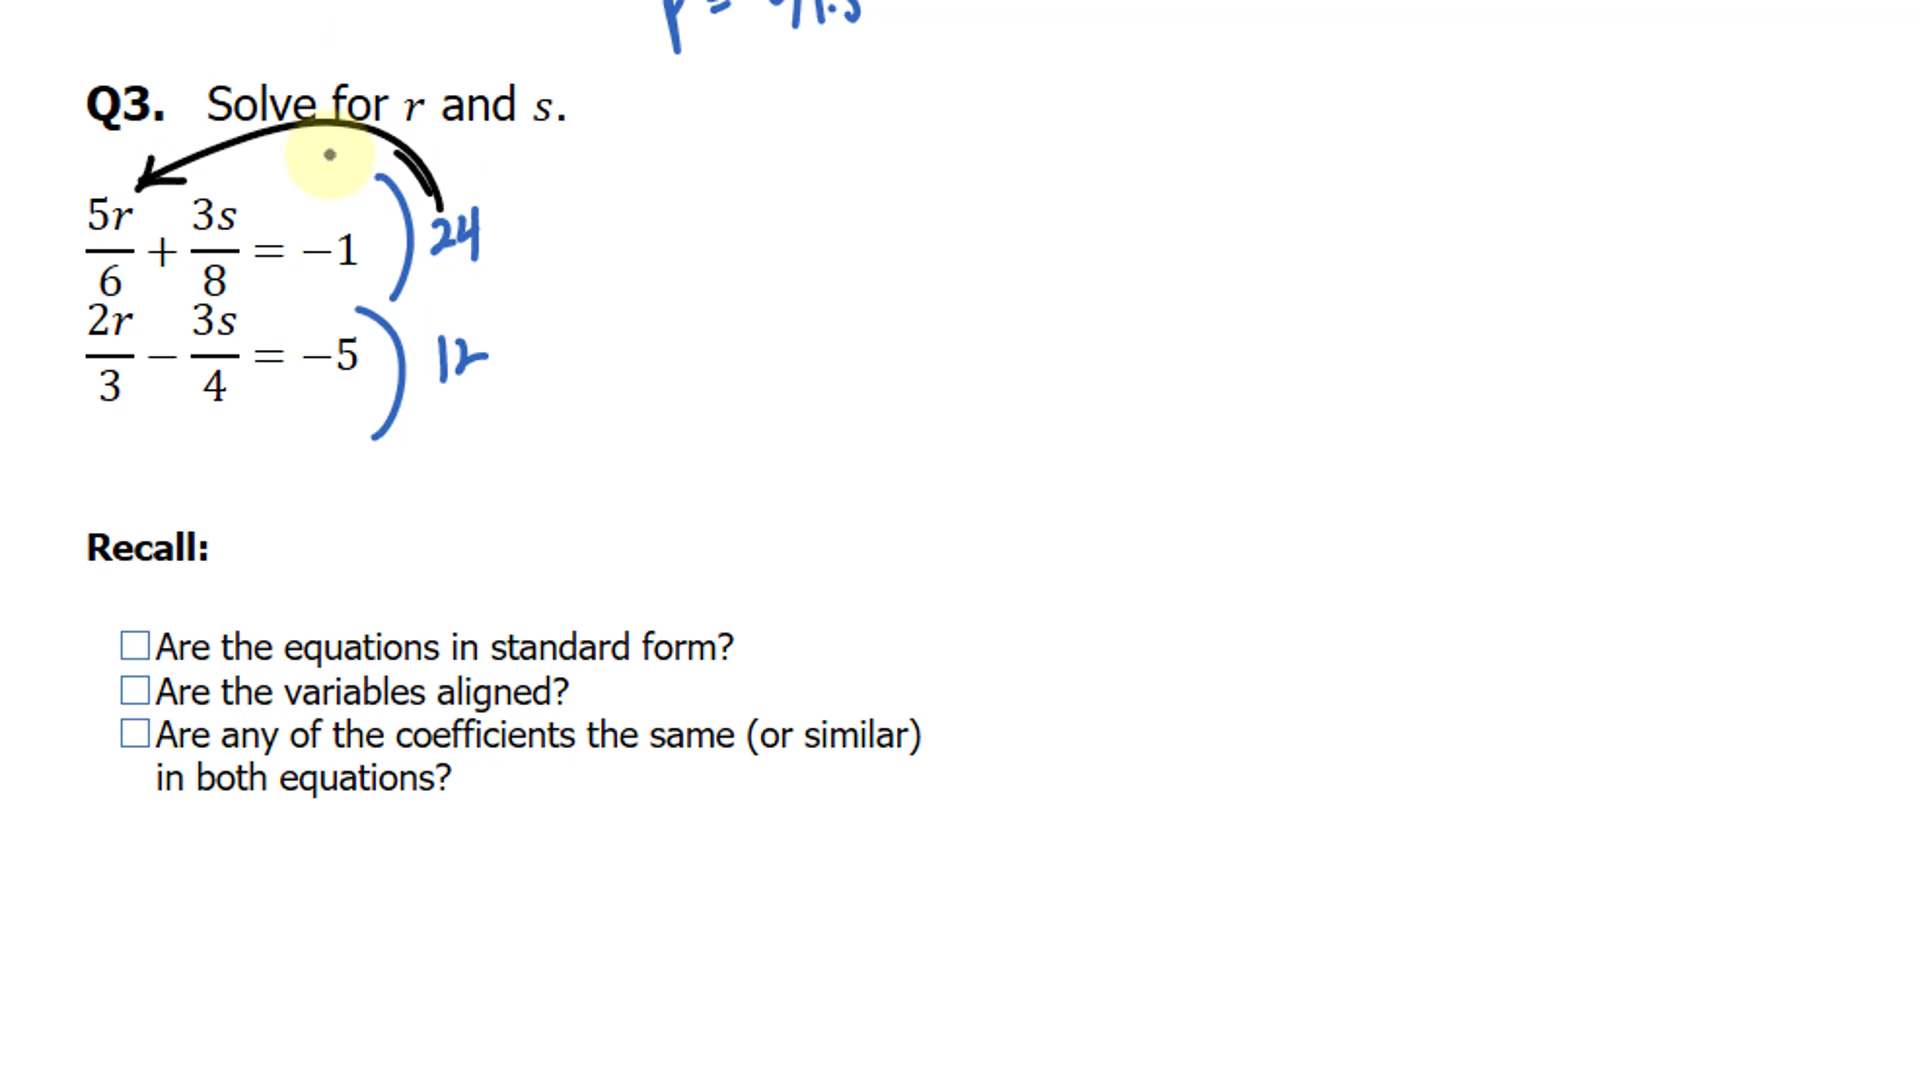 Q3. Solve for r and s.
5r/6 + 3s/8 = −1 ) 24
2r/3 − 3s/4 = −5 ) 12
Recall:
☐ Are the equations in standard form?
☐ Are the variables aligned?
☐ Are any of the coefficients the same (or similar)
in both equations?